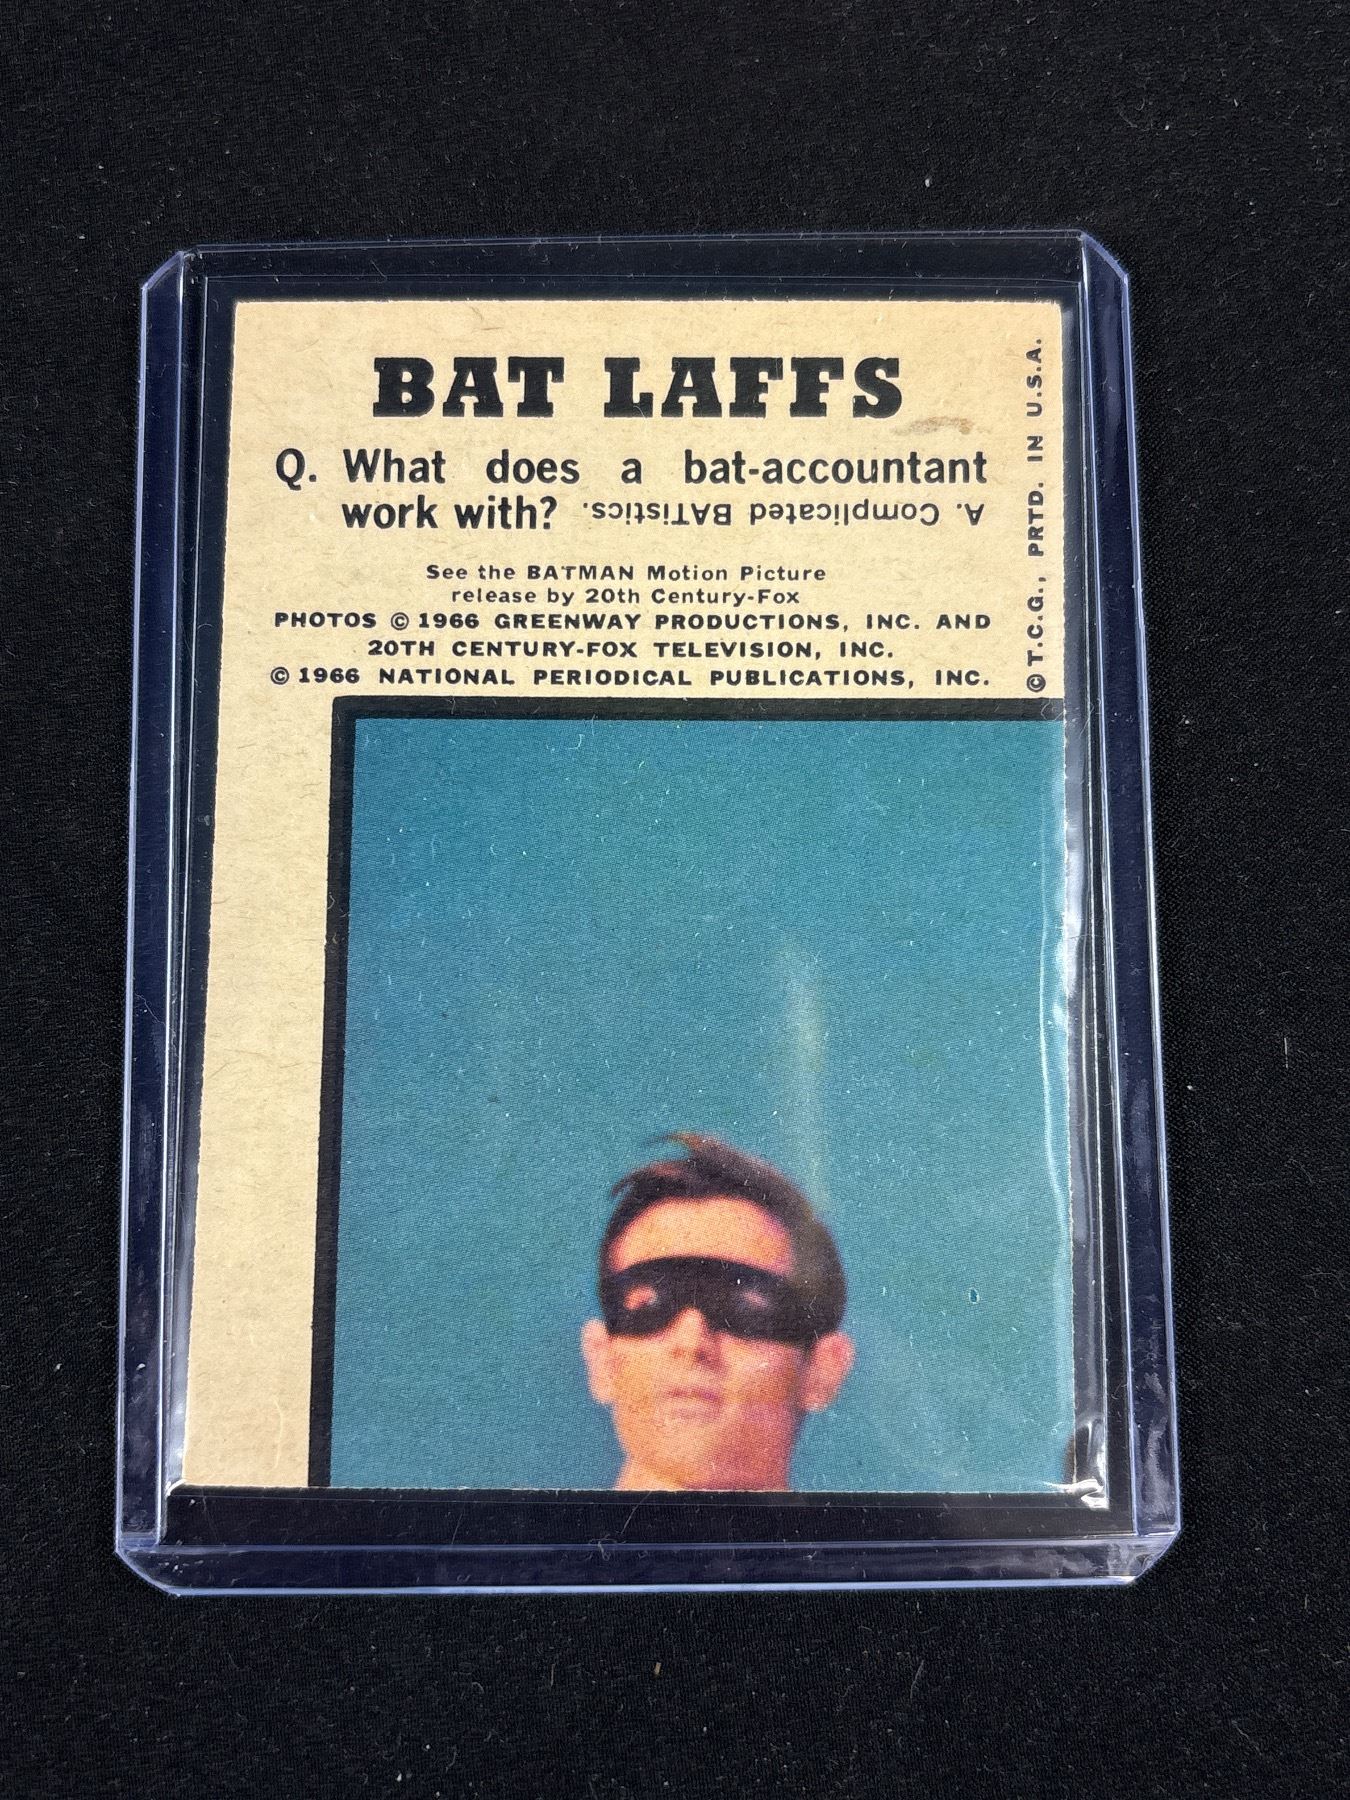 BAT LAFFS
Q. What does a bat-accountant
work with? A. Complicated BATistics.
See the BATMAN Motion Picture
release by 20th Century-Fox
PHOTOS © 1966 GREENWAY PRODUCTIONS, INC. AND
20TH CENTURY-FOX TELEVISION, INC.
© 1966 NATIONAL PERIODICAL PUBLICATIONS, INC.
© T.C.G., PRTD. IN U.S.A.